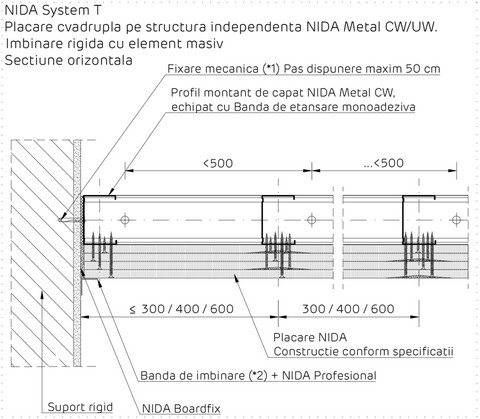 NIDA System T
Placare cvadrupla pe structura independenta NIDA Metal CW/UW.
Imbinare rigida cu element masiv
Sectiune orizontala
Fixare mecanica (*1) Pas dispunere maxim 50 cm
Profil montant de capat NIDA Metal CW,
echipat cu Banda de etansare monoadeziva
<500
...<500
≤ 300 / 400 / 600
300 / 400 / 600
Placare NIDA
Constructie conform specificatii
Banda de imbinare (*2) + NIDA Profesional
Suport rigid
NIDA Boardfix